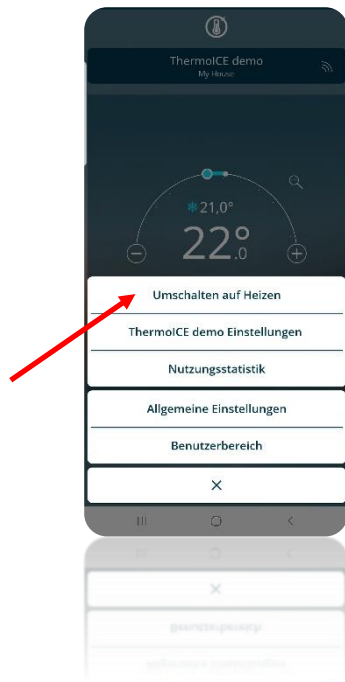 ThermoICE demo
My House
21,0°
22°.0
Umschalten auf Heizen
ThermoICE demo Einstellungen
Nutzungsstatistik
Allgemeine Einstellungen
Benutzerbereich